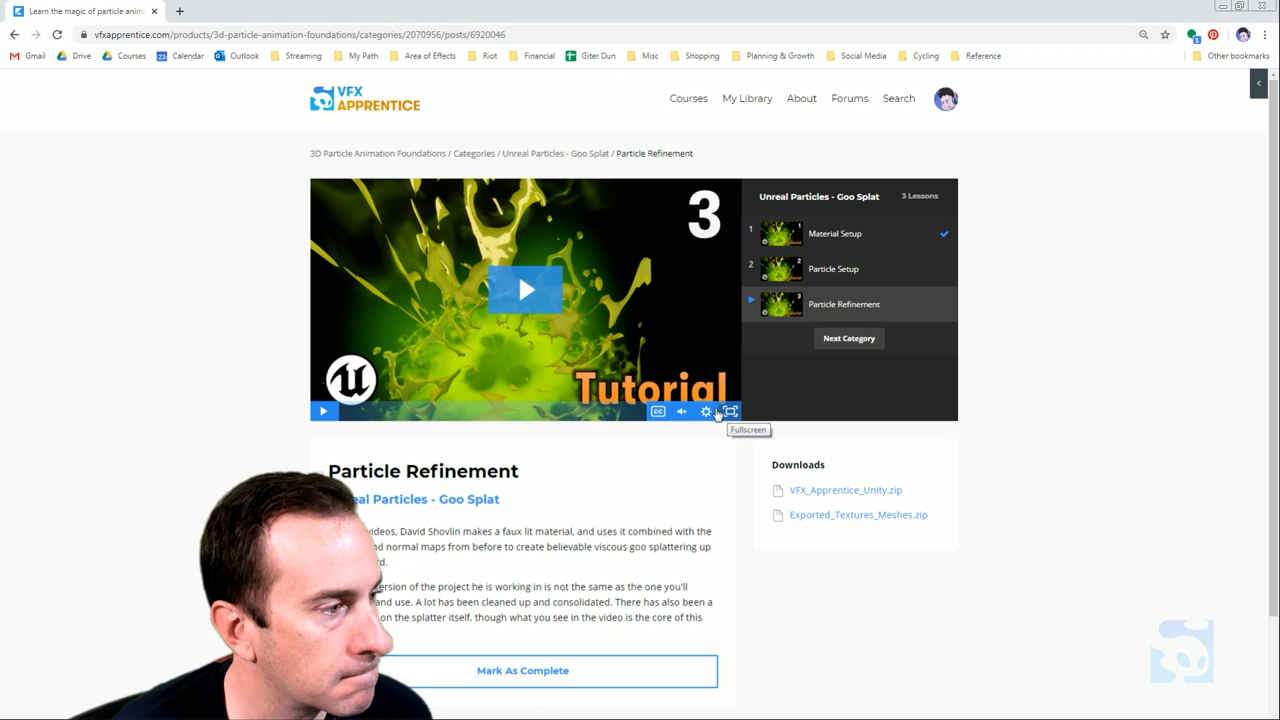 Learn the magic of particle anim
vfxapprentice.com/products/3d-particle-animation-foundations/categories/2070956/posts/6920046
Gmail Drive Courses Calendar Outlook Streaming My Path Area of Effects Riot Financial Giter Dun Misc Shopping Planning & Growth Social Media Cycling Reference Other bookmarks
VFX
APPRENTICE
Courses My Library About Forums Search
3D Particle Animation Foundations / Categories / Unreal Particles - Goo Splat / Particle Refinement
3
Tutorial
CC
Fullscreen
Unreal Particles - Goo Splat 3 Lessons
1 Material Setup
2 Particle Setup
Particle Refinement
Next Category
Particle Refinement
eal Particles - Goo Splat
videos, David Shovlin makes a faux lit material, and uses it combined with the
nd normal maps from before to create believable viscous goo splattering up
rd.
ersion of the project he is working in is not the same as the one you'll
and use. A lot has been cleaned up and consolidated. There has also been a
on the splatter itself, though what you see in the video is the core of this
Mark As Complete
Downloads
VFX_Apprentice_Unity.zip
Exported_Textures_Meshes.zip